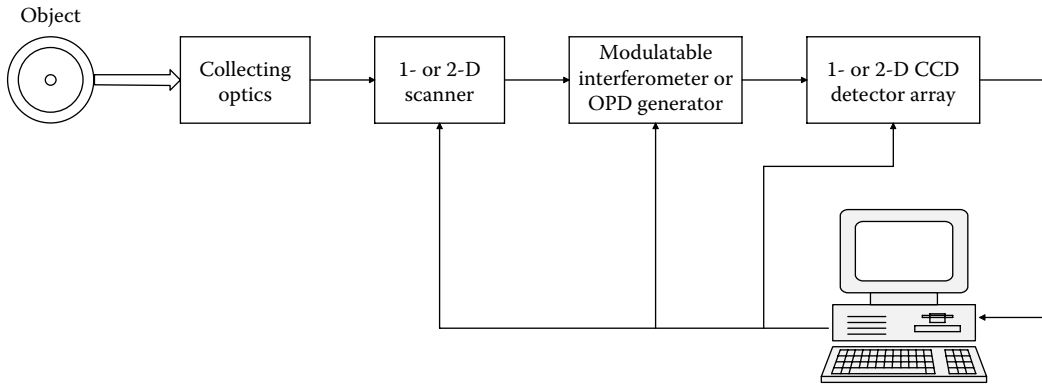 Object
Collecting
optics
1- or 2-D
scanner
Modulatable
interferometer or
OPD generator
1- or 2-D CCD
detector array